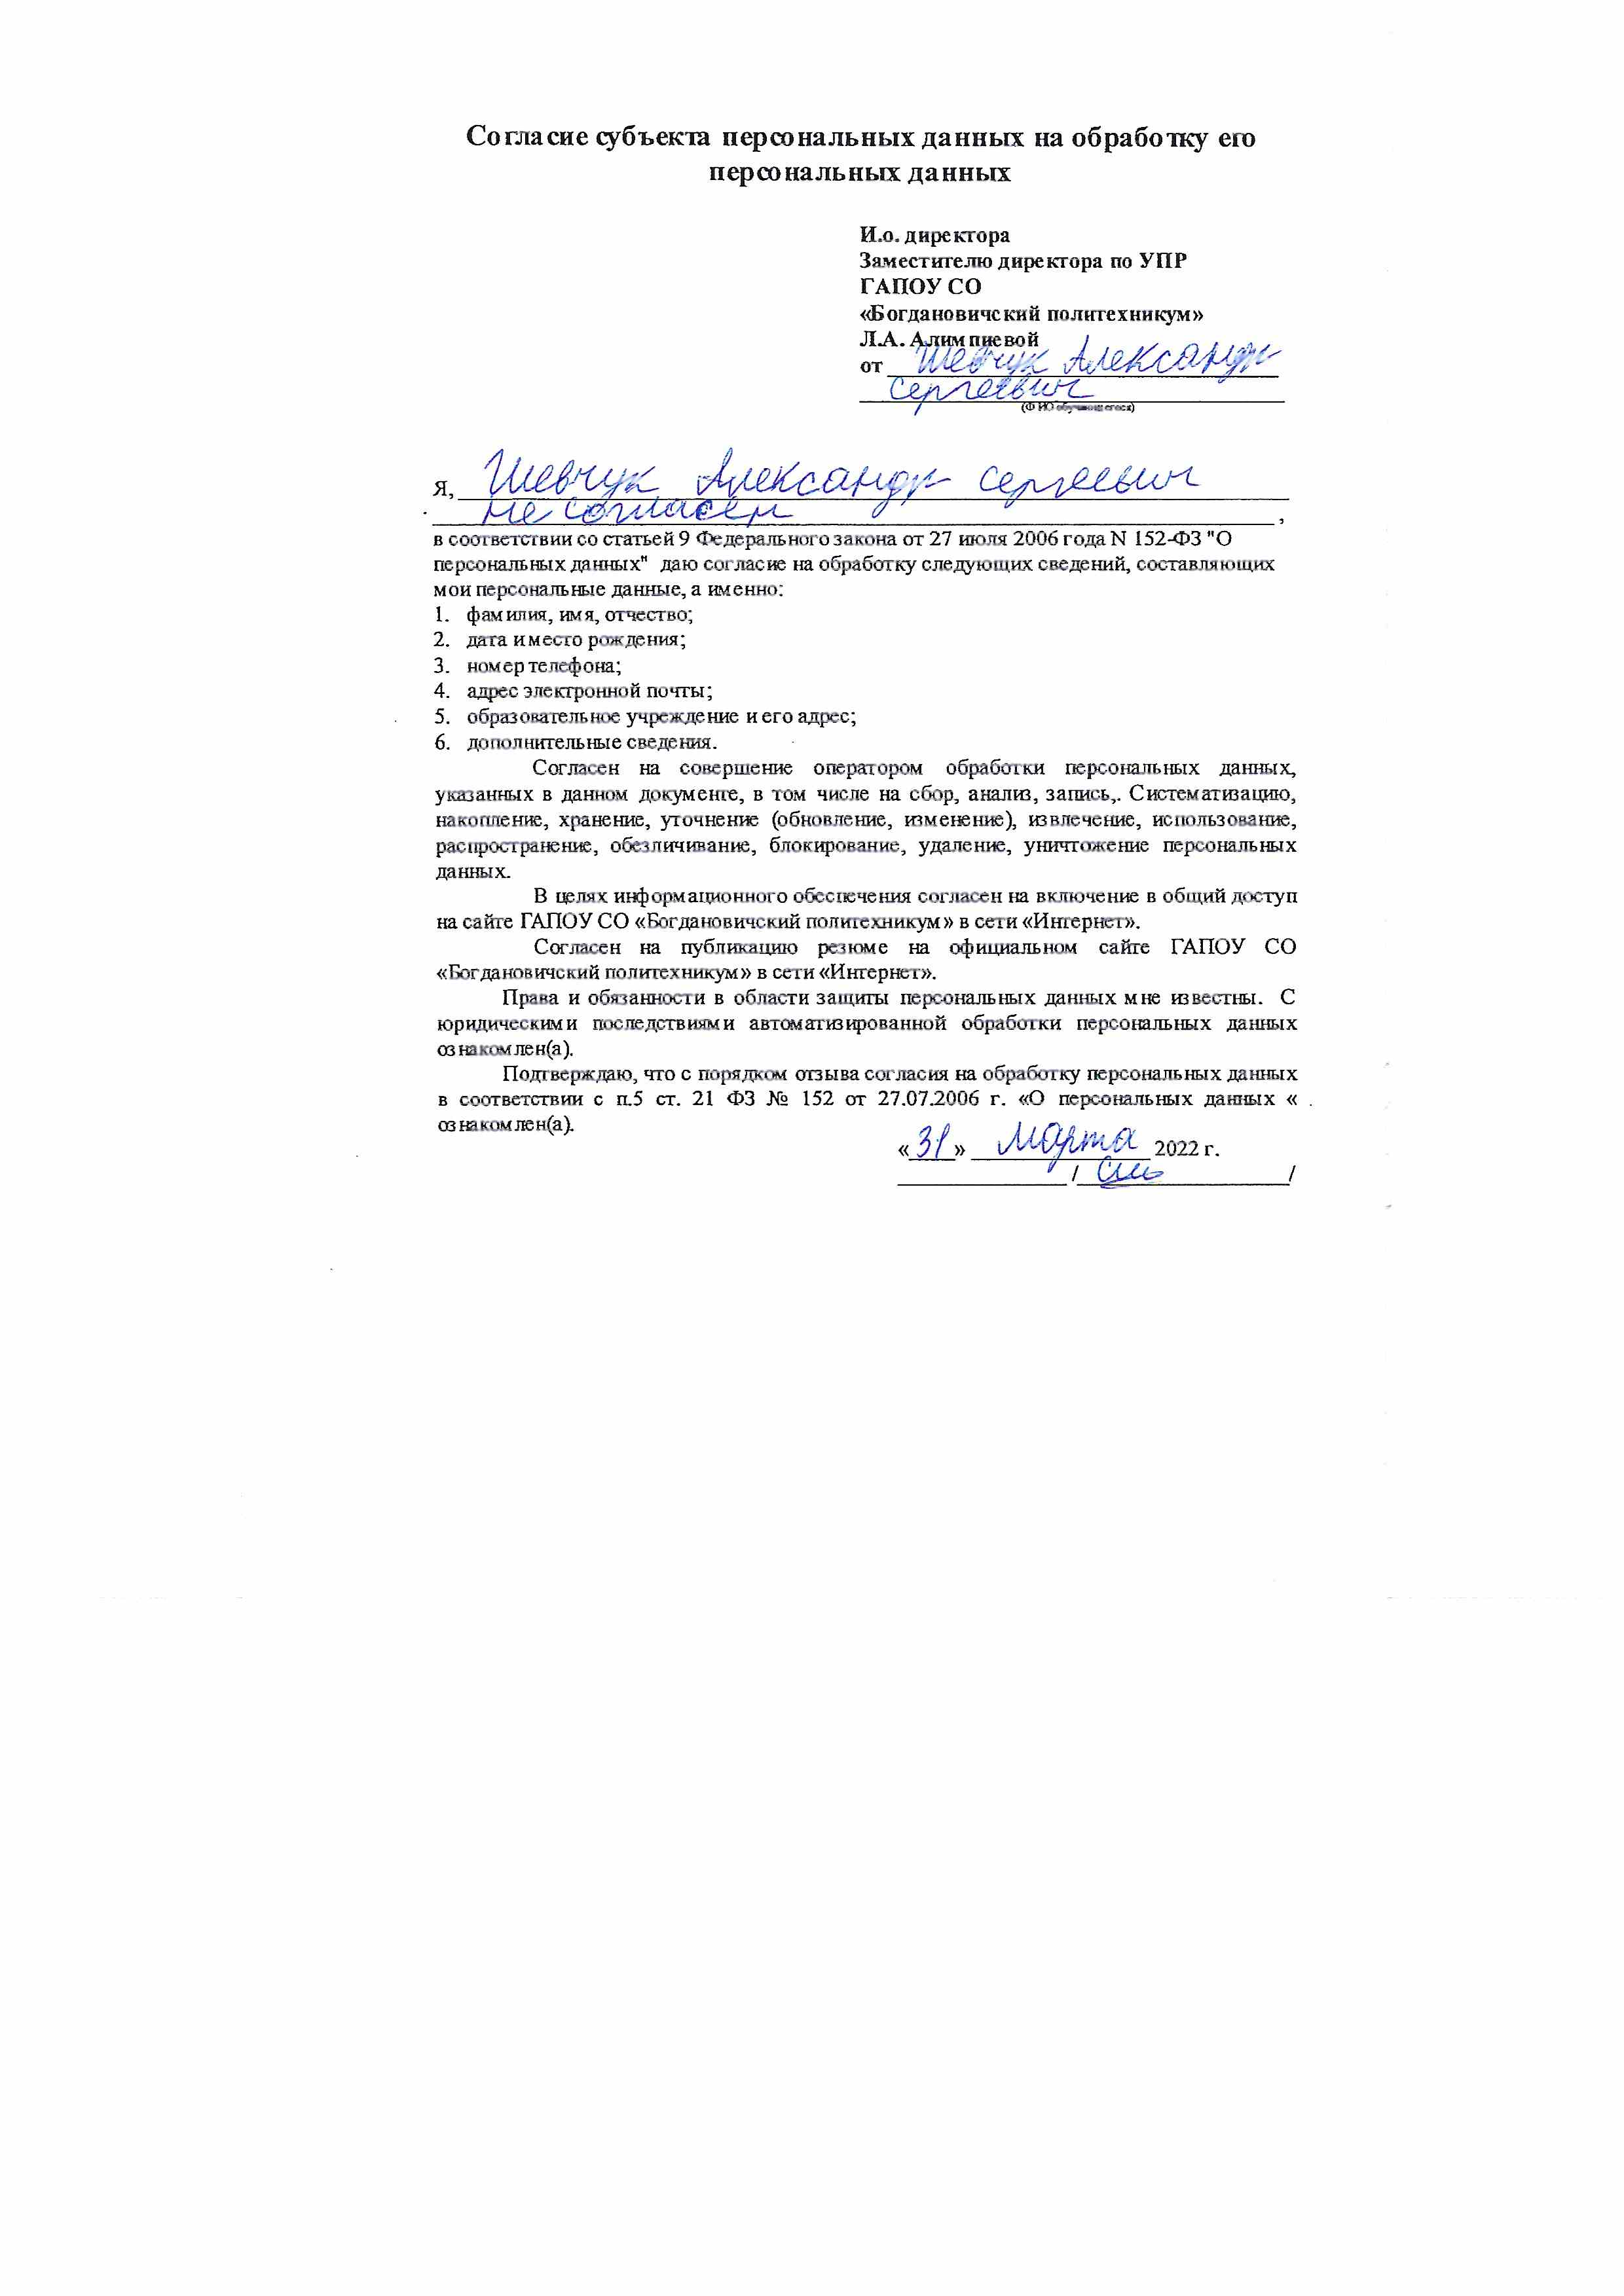 Согласие субъекта персональных данных на обработку его
персональных данных
И.о. директора
Заместителю директора по УПР
ГАПОУ СО
«Богдановичский политехникум»
Л.А. Алимпиевой
от Шевчук Александр
Сергеевич
(ФИО обучающегося)
Я, Шевчук Александр Сергеевич
не согласен ,
в соответствии со статьей 9 Федерального закона от 27 июля 2006 года N 152-ФЗ "О
персональных данных" даю согласие на обработку следующих сведений, составляющих
мои персональные данные, а именно:
1. фамилия, имя, отчество;
2. дата и место рождения;
3. номер телефона;
4. адрес электронной почты;
5. образовательное учреждение и его адрес;
6. дополнительные сведения.
Согласен на совершение оператором обработки персональных данных,
указанных в данном документе, в том числе на сбор, анализ, запись,. Систематизацию,
накопление, хранение, уточнение (обновление, изменение), извлечение, использование,
распространение, обезличивание, блокирование, удаление, уничтожение персональных
данных.
В целях информационного обеспечения согласен на включение в общий доступ
на сайте ГАПОУ СО «Богдановичский политехникум» в сети «Интернет».
Согласен на публикацию резюме на официальном сайте ГАПОУ СО
«Богдановичский политехникум» в сети «Интернет».
Права и обязанности в области защиты персональных данных мне известны. С
юридическими последствиями автоматизированной обработки персональных данных
ознакомлен(а).
Подтверждаю, что с порядком отзыва согласия на обработку персональных данных
в соответствии с п.5 ст. 21 ФЗ № 152 от 27.07.2006 г. «О персональных данных «
ознакомлен(а).
«31» Марта 2022 г.
/ /